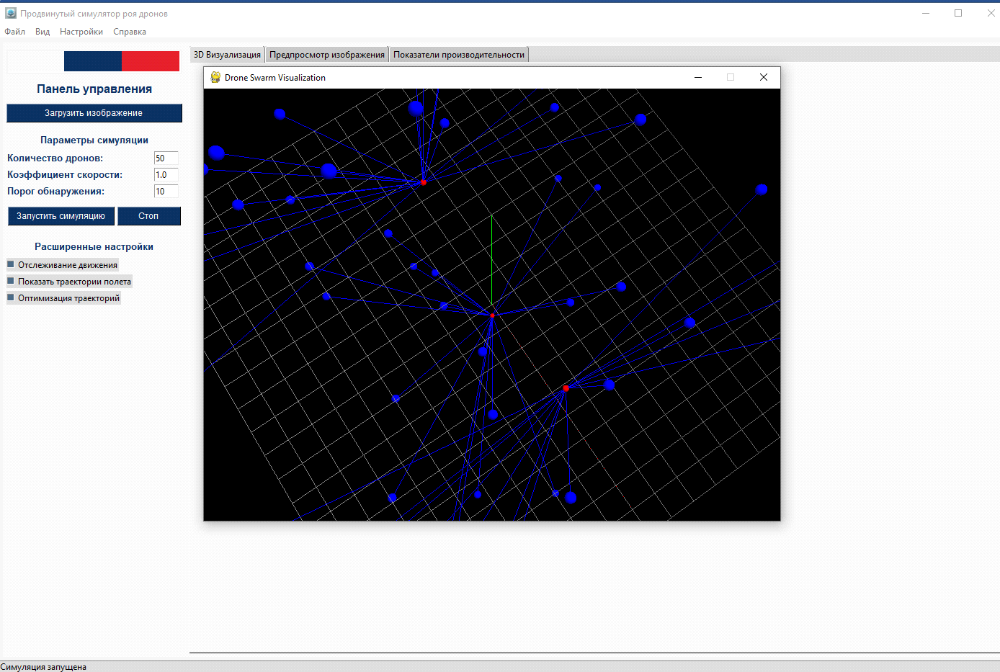 Продвинутый симулятор роя дронов
Файл Вид Настройки Справка
3D Визуализация Предпросмотр изображения Показатели производительности
Drone Swarm Visualization
Панель управления
Загрузить изображение
Параметры симуляции
Количество дронов: 50
Коэффициент скорости: 1.0
Порог обнаружения: 10
Запустить симуляцию Стоп
Расширенные настройки
Отслеживание движения
Показать траектории полета
Оптимизация траекторий
Симуляция запущена